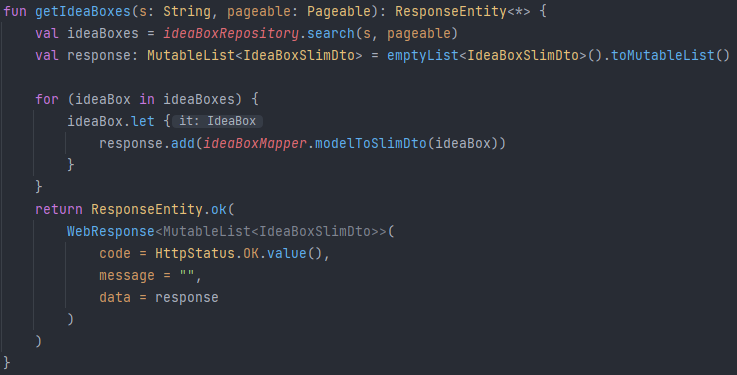 fun getIdeaBoxes(s: String, pageable: Pageable): ResponseEntity<*> {
    val ideaBoxes = ideaBoxRepository.search(s, pageable)
    val response: MutableList<IdeaBoxSlimDto> = emptyList<IdeaBoxSlimDto>().toMutableList()

    for (ideaBox in ideaBoxes) {
        ideaBox.let { it: IdeaBox
            response.add(ideaBoxMapper.modelToSlimDto(ideaBox))
        }
    }
    return ResponseEntity.ok(
        WebResponse<MutableList<IdeaBoxSlimDto>>(
            code = HttpStatus.OK.value(),
            message = "",
            data = response
        )
    )
}